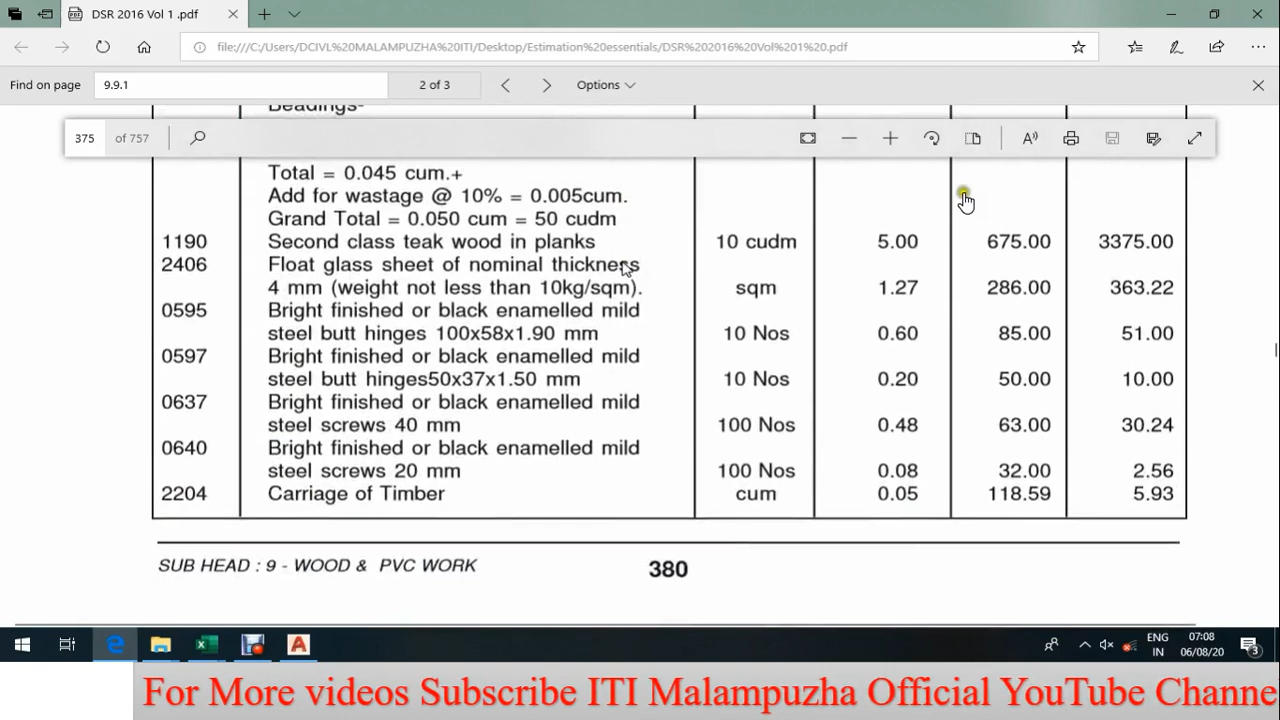 DSR 2016 Vol 1 .pdf
file:///C:/Users/DCIVL%20MALAMPUZHA%20ITI/Desktop/Estimation%20essentials/DSR%202016%20Vol%201%20.pdf
Find on page 9.9.1 2 of 3 Options
Beadings-
375 of 757
Total = 0.045 cum.+
Add for wastage @ 10% = 0.005cum.
Grand Total = 0.050 cum = 50 cudm
1190 Second class teak wood in planks 10 cudm 5.00 675.00 3375.00
2406 Float glass sheet of nominal thickness
4 mm (weight not less than 10kg/sqm). sqm 1.27 286.00 363.22
0595 Bright finished or black enamelled mild
steel butt hinges 100x58x1.90 mm 10 Nos 0.60 85.00 51.00
0597 Bright finished or black enamelled mild
steel butt hinges50x37x1.50 mm 10 Nos 0.20 50.00 10.00
0637 Bright finished or black enamelled mild
steel screws 40 mm 100 Nos 0.48 63.00 30.24
0640 Bright finished or black enamelled mild
steel screws 20 mm 100 Nos 0.08 32.00 2.56
2204 Carriage of Timber cum 0.05 118.59 5.93
SUB HEAD : 9 - WOOD & PVC WORK 380
ENG 07:08
IN 06/08/20 3
For More videos Subscribe ITI Malampuzha Official YouTube Channe